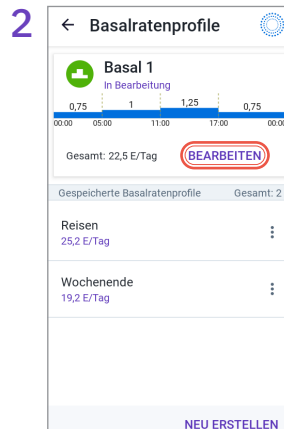 2
Basalratenprofile
Basal 1
In Bearbeitung
0,75 1 1,25 0,75
00:00 05:00 11:00 17:00 00:00
Gesamt: 22,5 E/Tag BEARBEITEN
Gespeicherte Basalratenprofile Gesamt: 2
Reisen
25,2 E/Tag
Wochenende
19,2 E/Tag
NEU ERSTELLEN